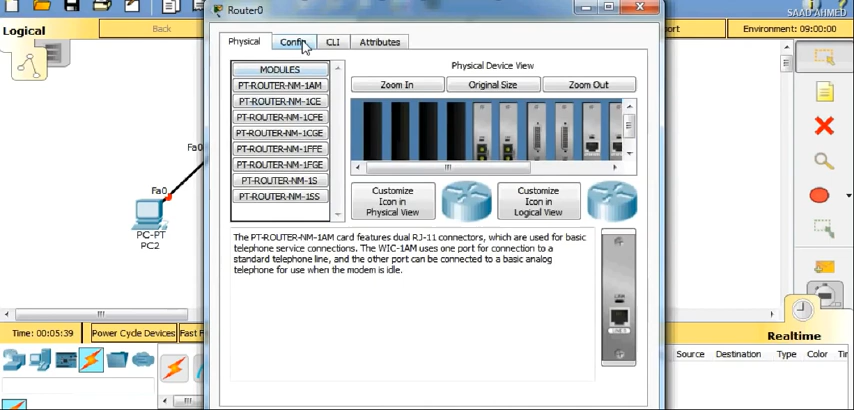 Router0
SAAD AHMED
Logical
Back
port
Environment: 09:00:00
Physical
Config
CLI
Attributes
MODULES
PT-ROUTER-NM-1AM
PT-ROUTER-NM-1CE
PT-ROUTER-NM-1CFE
PT-ROUTER-NM-1CGE
PT-ROUTER-NM-1FFE
PT-ROUTER-NM-1FGE
PT-ROUTER-NM-1S
PT-ROUTER-NM-1SS
Physical Device View
Zoom In
Original Size
Zoom Out
Customize
Icon in
Physical View
Customize
Icon in
Logical View
The PT-ROUTER-NM-1AM card features dual RJ-11 connectors, which are used for basic
telephone service connections. The WIC-1AM uses one port for connection to a
standard telephone line, and the other port can be connected to a basic analog
telephone for use when the modem is idle.
Fa0
Fa0
PC-PT
PC2
Time: 00:05:39
Power Cycle Devices
Fast F
Realtime
Source
Destination
Type
Color
Tir